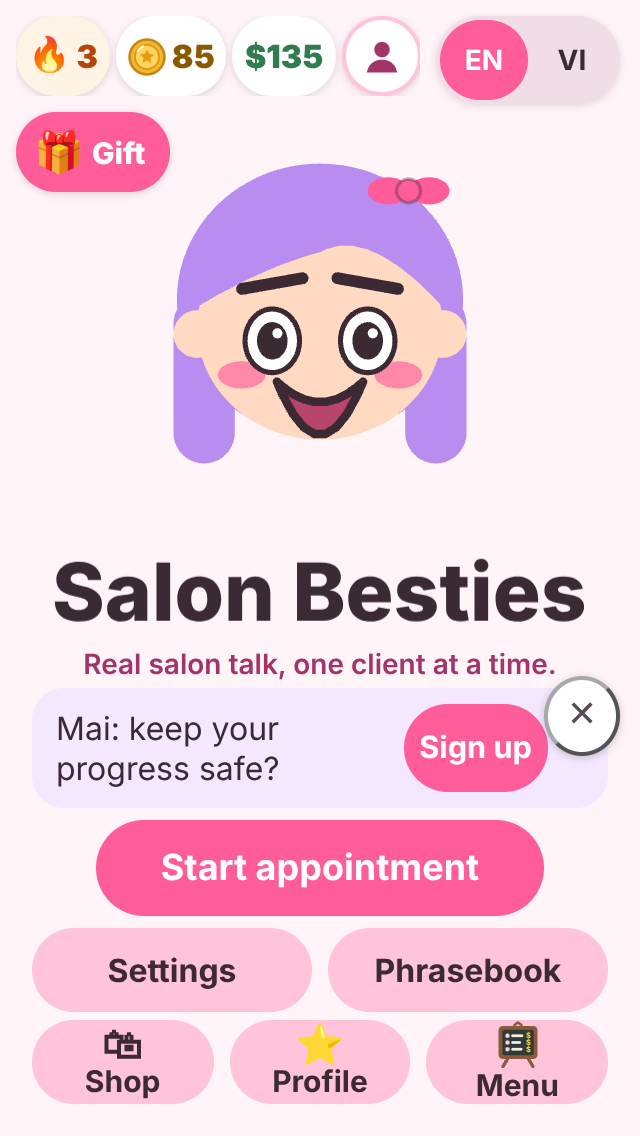 3
85
$135
EN
VI
Gift
Salon Besties
Real salon talk, one client at a time.
Mai: keep your
progress safe?
Sign up
Start appointment
Settings
Phrasebook
Shop
Profile
Menu